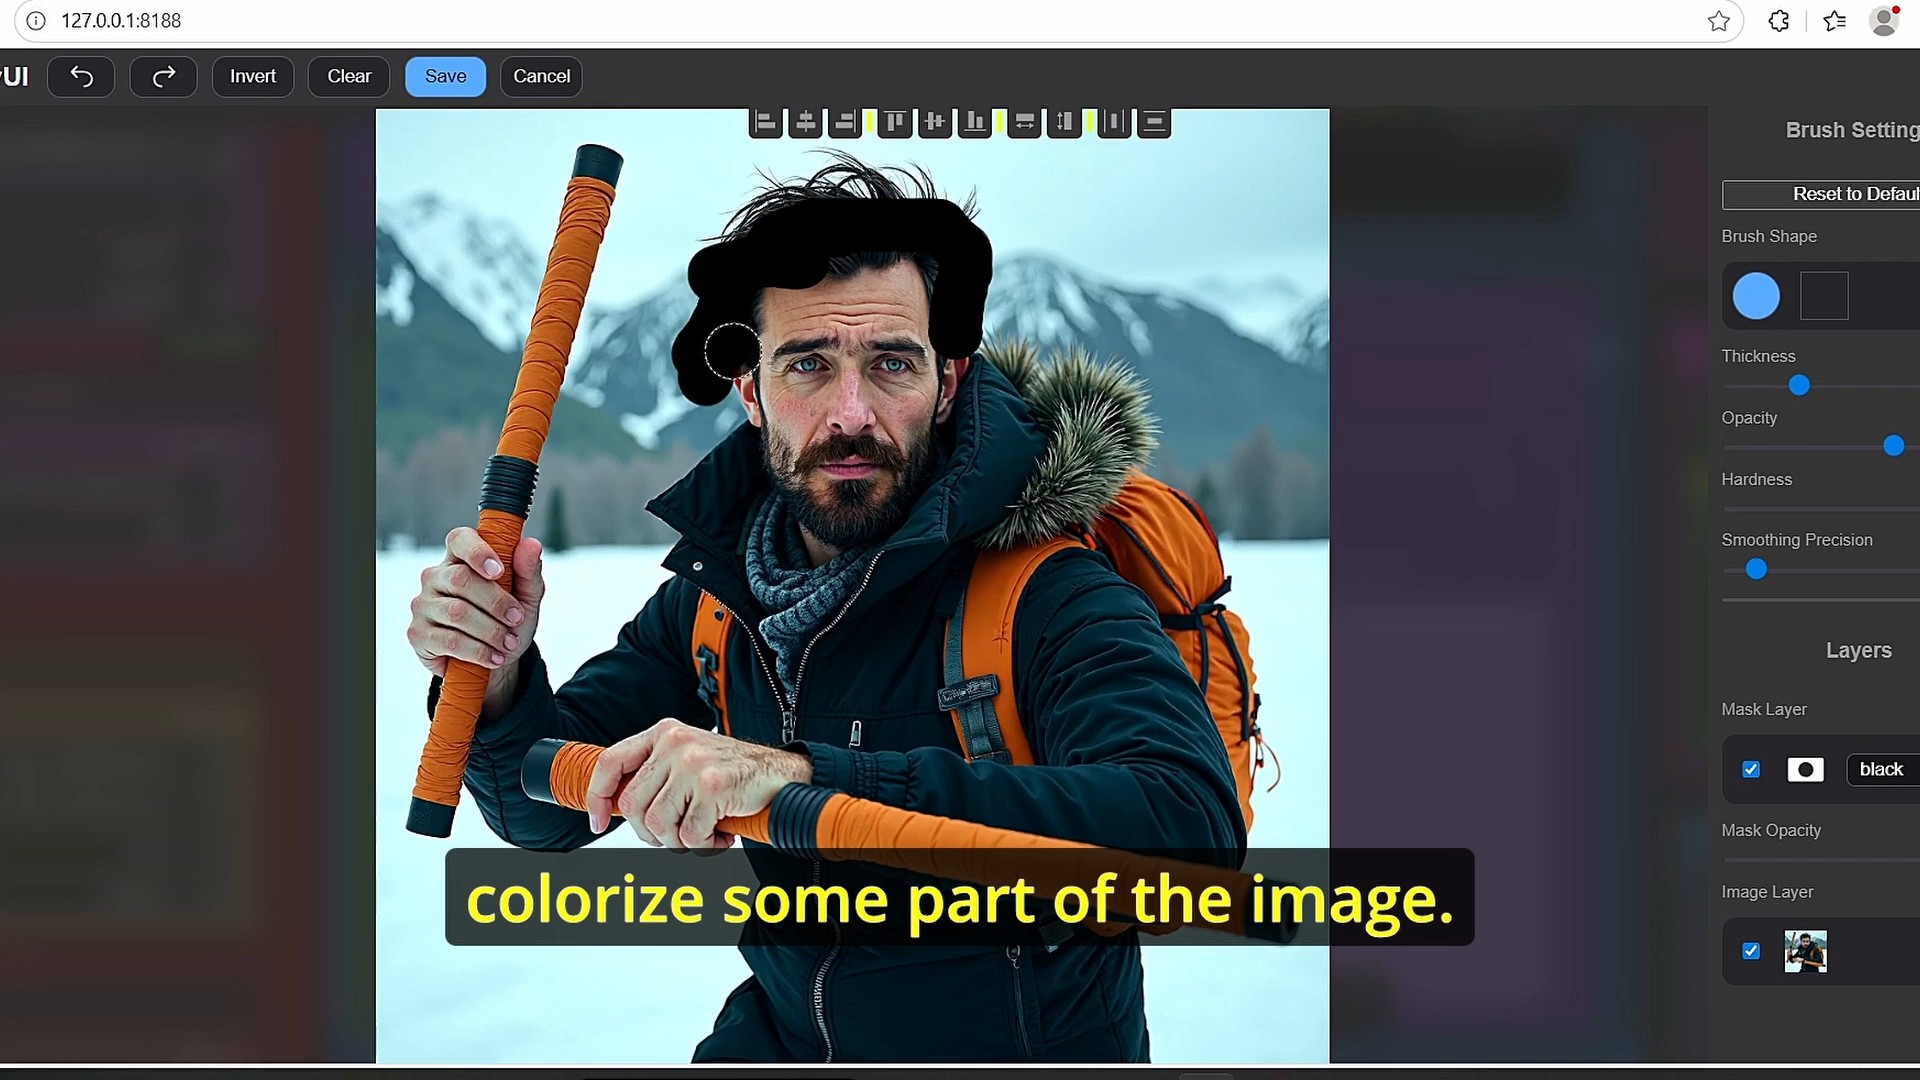 127.0.0.1:8188
UI
Invert
Clear
Save
Cancel
Brush Setting
Reset to Defaul
Brush Shape
Thickness
Opacity
Hardness
Smoothing Precision
Layers
Mask Layer
black
Mask Opacity
Image Layer
colorize some part of the image.